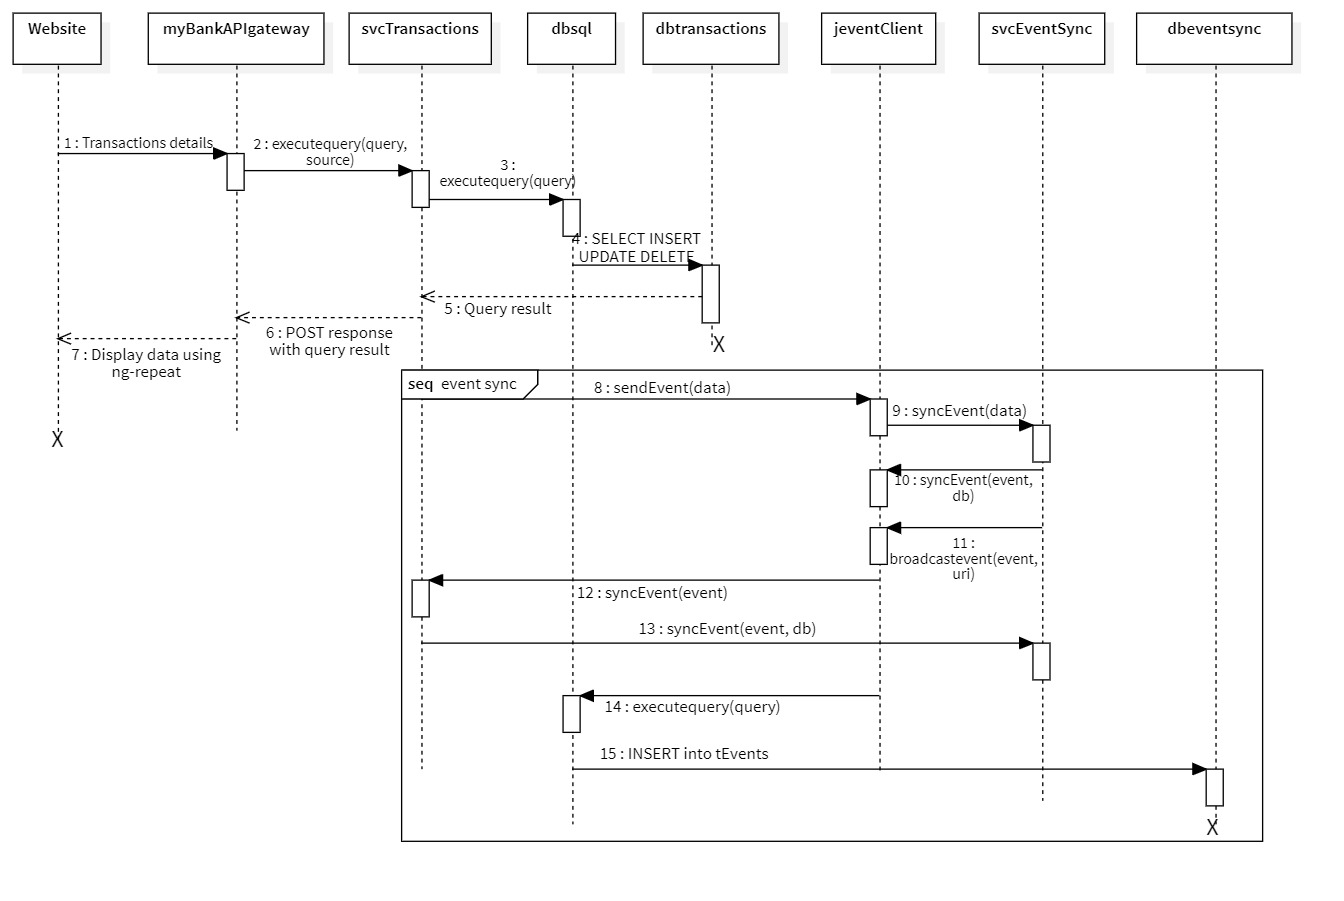 Website
myBankAPIgateway
svcTransactions
dbsql
dbtransactions
jeventClient
svcEventSync
dbeventsync
1 : Transactions details
2 : executequery(query,
source)
3 :
executequery(query)
4 : SELECT INSERT
UPDATE DELETE
5 : Query result
6 : POST response
with query result
7 : Display data using
ng-repeat
X
X
seq event sync
8 : sendEvent(data)
9 : syncEvent(data)
10 : syncEvent(event,
db)
11 :
broadcastevent(event,
uri)
12 : syncEvent(event)
13 : syncEvent(event, db)
14 : executequery(query)
15 : INSERT into tEvents
X